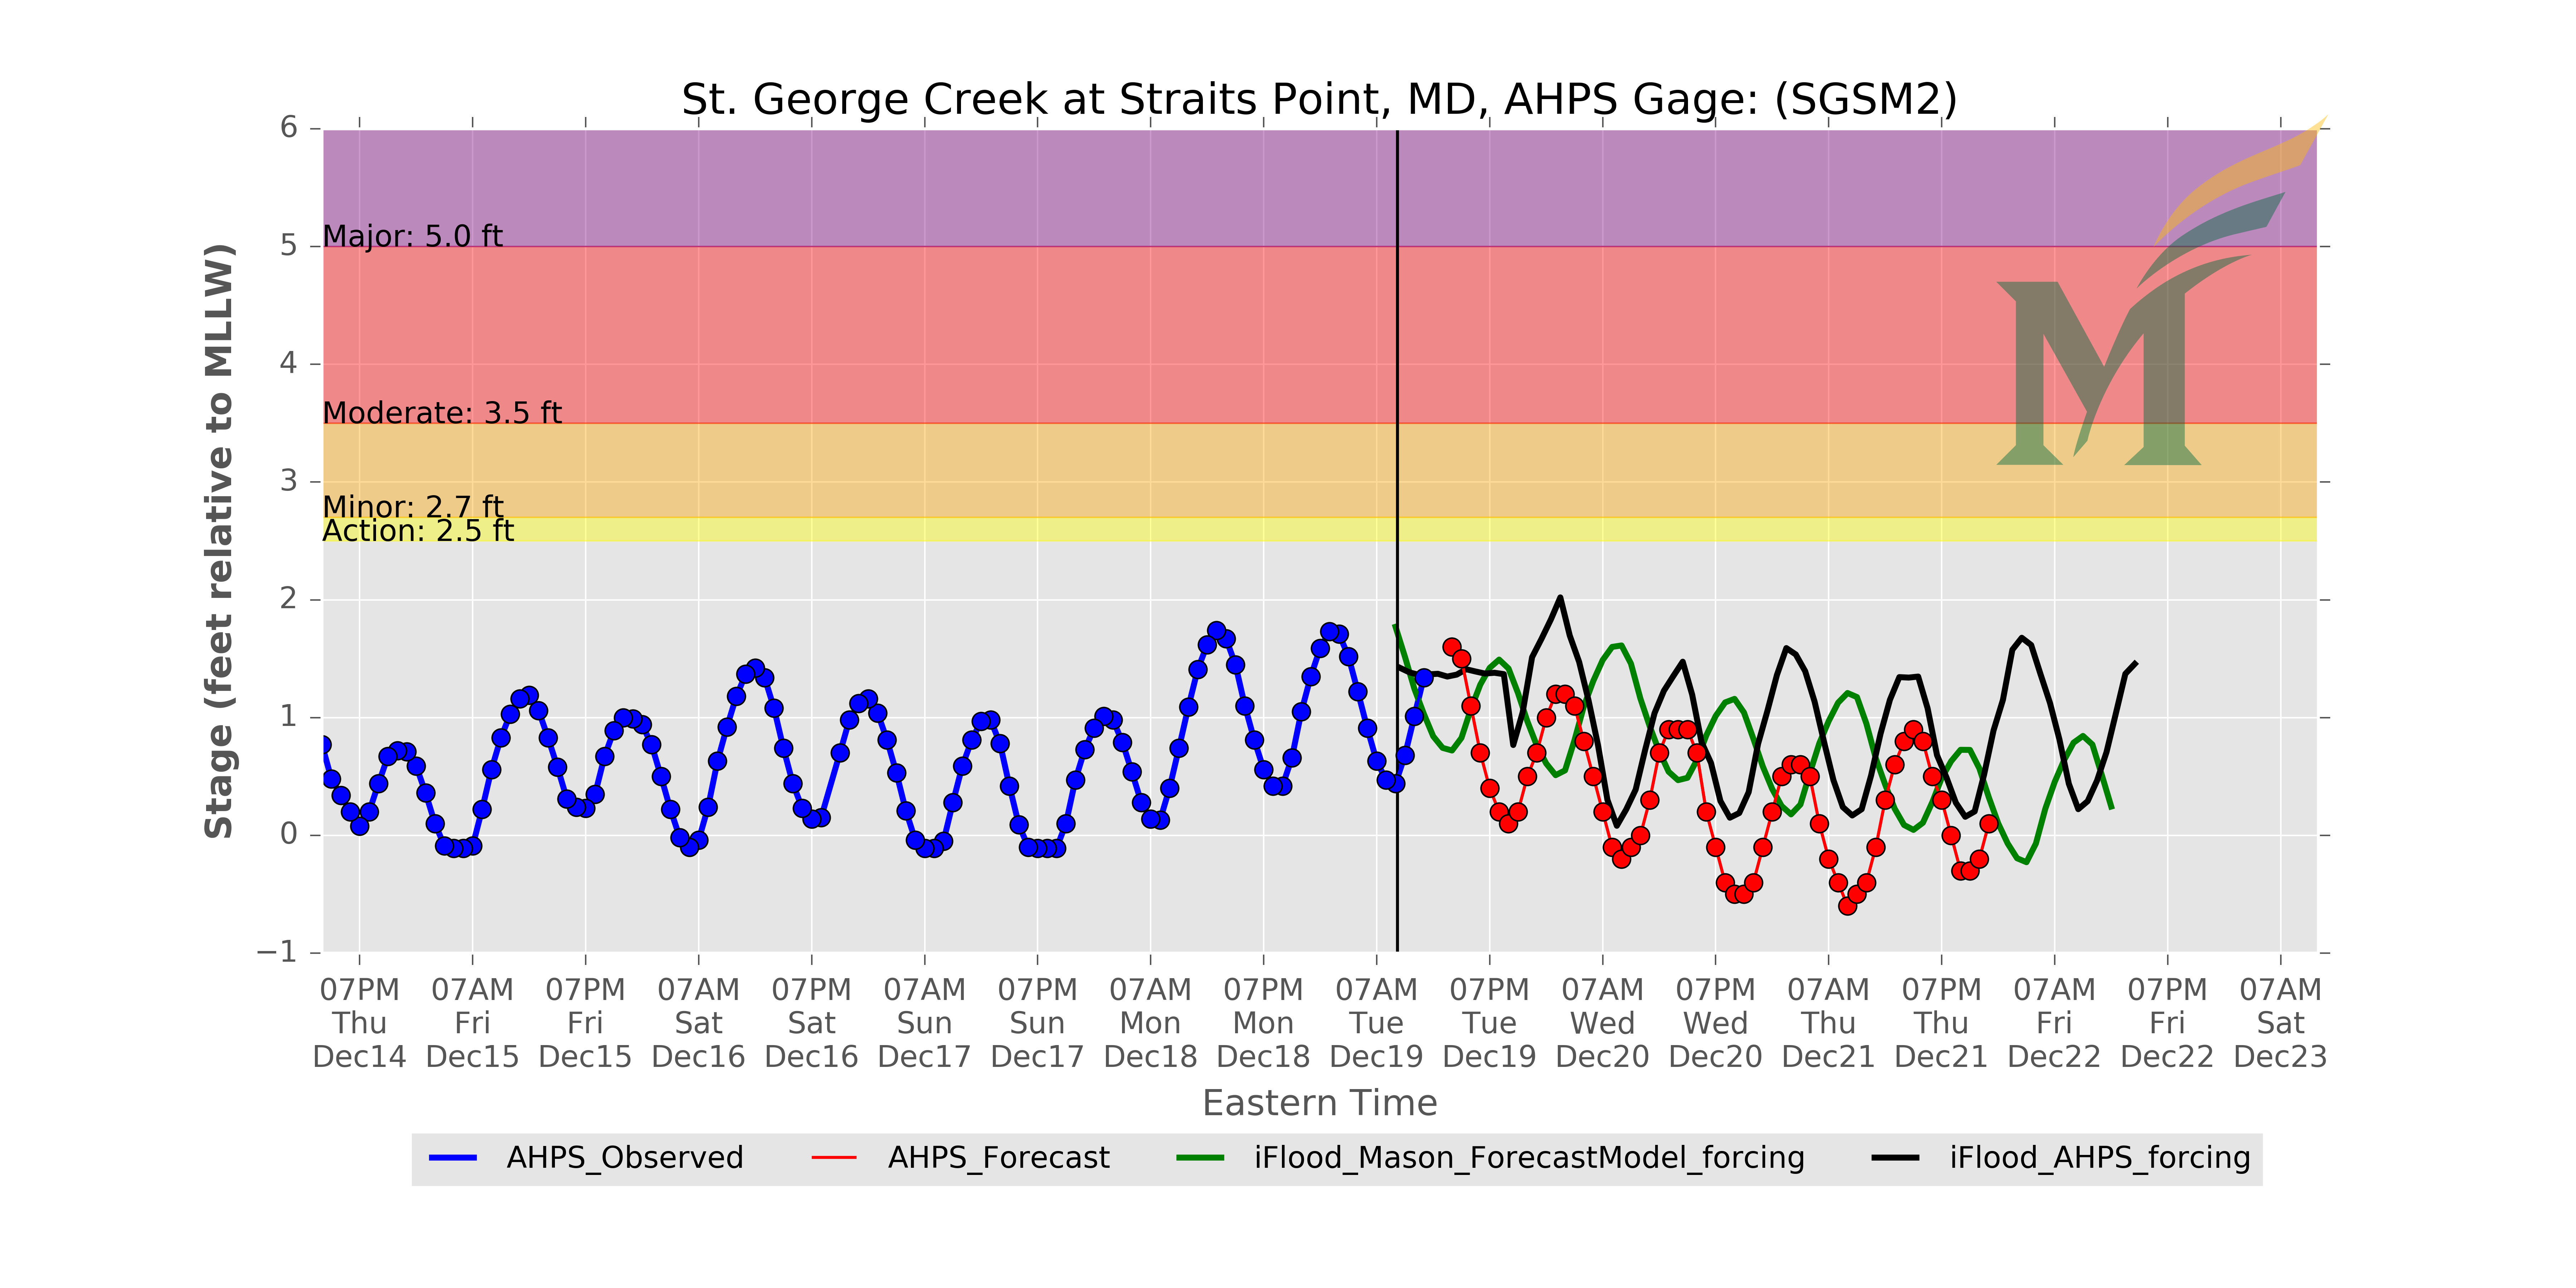 St. George Creek at Straits Point, MD, AHPS Gage: (SGSM2)
Stage (feet relative to MLLW)
6
5
4
3
2
1
0
−1
Major: 5.0 ft
Moderate: 3.5 ft
Minor: 2.7 ft
Action: 2.5 ft
M
07PM 07AM 07PM 07AM 07PM 07AM 07PM 07AM 07PM 07AM 07PM 07AM 07PM 07AM 07PM 07AM 07PM 07AM
Thu Fri Fri Sat Sat Sun Sun Mon Mon Tue Tue Wed Wed Thu Thu Fri Fri Sat
Dec14 Dec15 Dec15 Dec16 Dec16 Dec17 Dec17 Dec18 Dec18 Dec19 Dec19 Dec20 Dec20 Dec21 Dec21 Dec22 Dec22 Dec23
Eastern Time
AHPS_Observed AHPS_Forecast iFlood_Mason_ForecastModel_forcing iFlood_AHPS_forcing